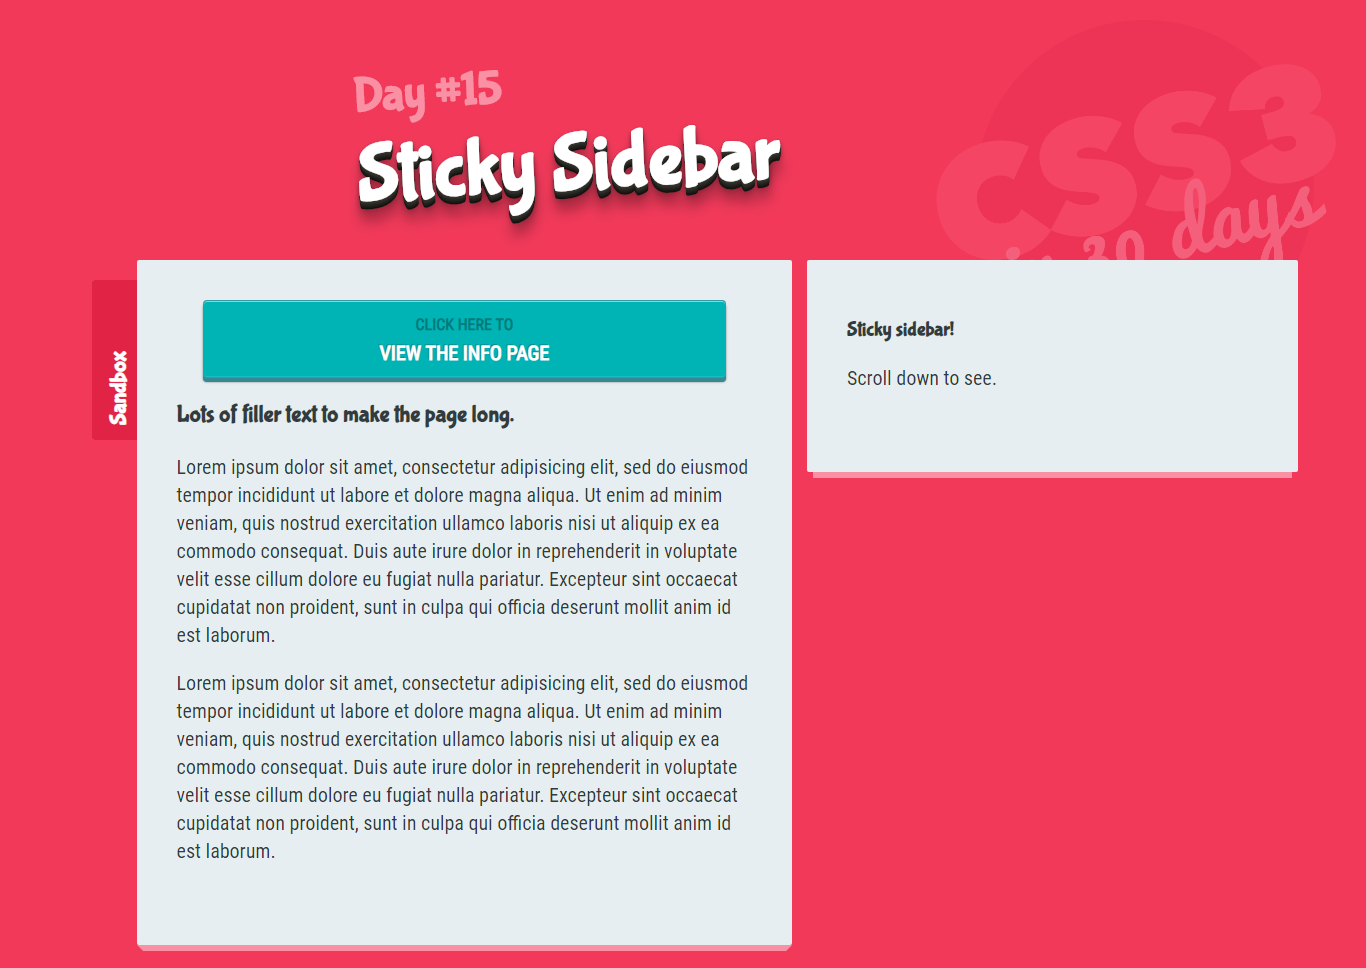 Day #15
Sticky Sidebar
CSS3
in 30 days
Sandbox
CLICK HERE TO
VIEW THE INFO PAGE
Lots of filler text to make the page long.
Lorem ipsum dolor sit amet, consectetur adipisicing elit, sed do eiusmod
tempor incididunt ut labore et dolore magna aliqua. Ut enim ad minim
veniam, quis nostrud exercitation ullamco laboris nisi ut aliquip ex ea
commodo consequat. Duis aute irure dolor in reprehenderit in voluptate
velit esse cillum dolore eu fugiat nulla pariatur. Excepteur sint occaecat
cupidatat non proident, sunt in culpa qui officia deserunt mollit anim id
est laborum.
Lorem ipsum dolor sit amet, consectetur adipisicing elit, sed do eiusmod
tempor incididunt ut labore et dolore magna aliqua. Ut enim ad minim
veniam, quis nostrud exercitation ullamco laboris nisi ut aliquip ex ea
commodo consequat. Duis aute irure dolor in reprehenderit in voluptate
velit esse cillum dolore eu fugiat nulla pariatur. Excepteur sint occaecat
cupidatat non proident, sunt in culpa qui officia deserunt mollit anim id
est laborum.
Sticky sidebar!
Scroll down to see.